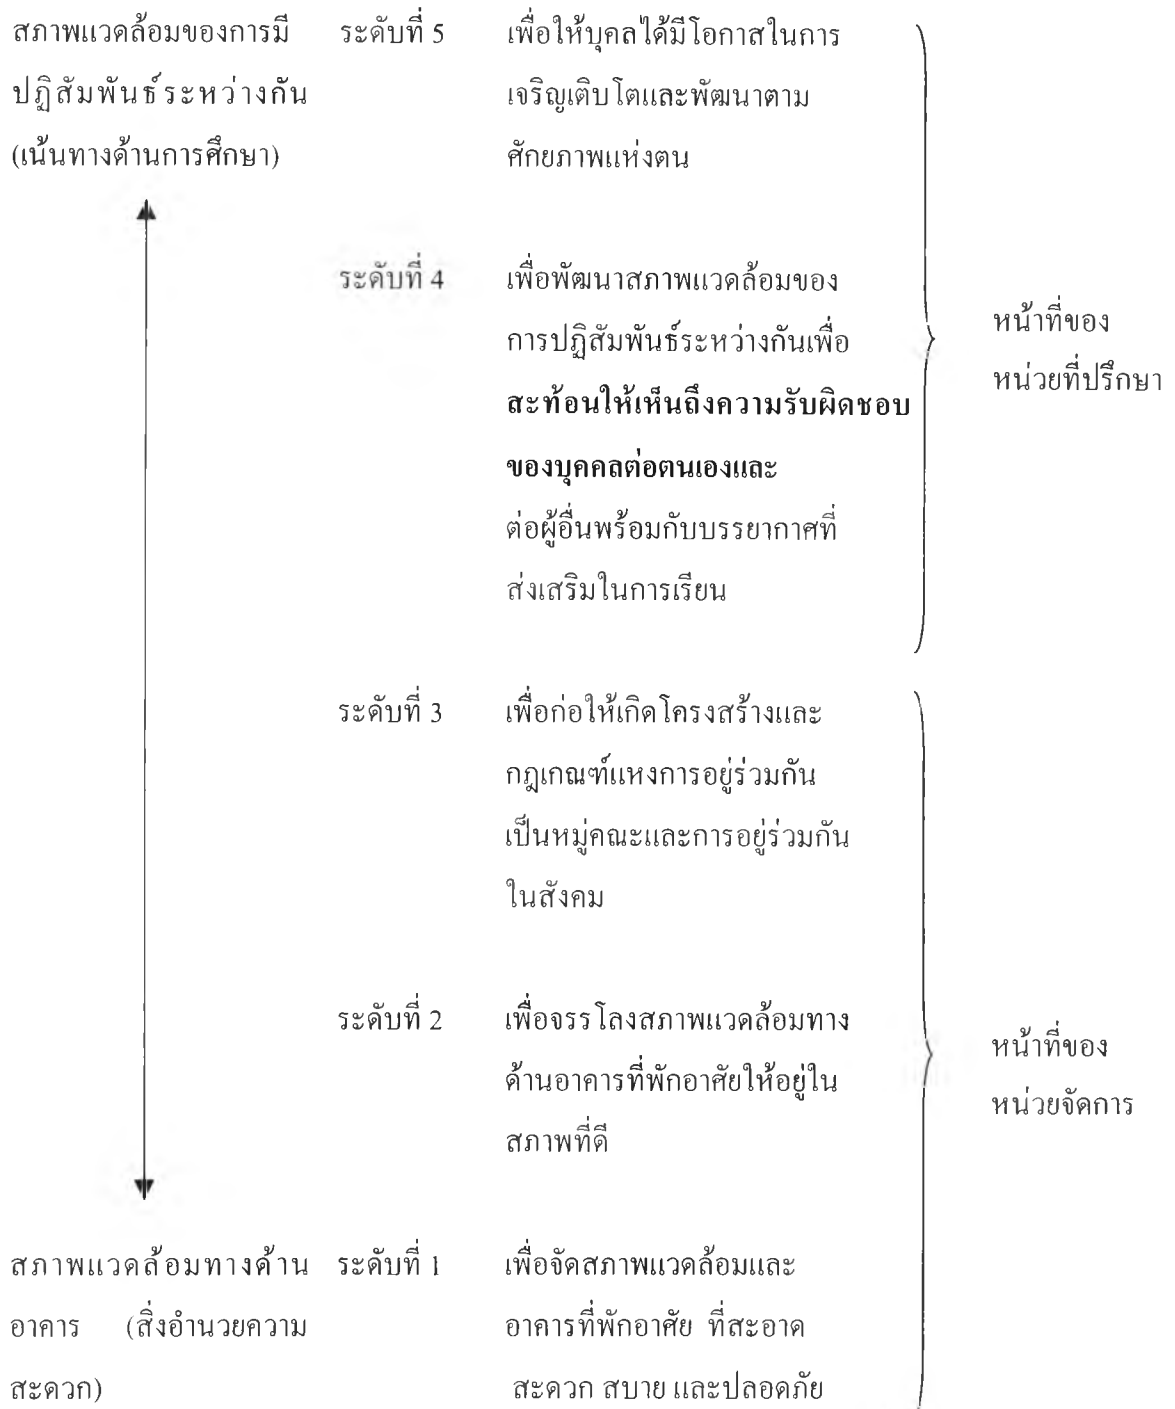 สภาพแวดล้อมของการมี
ปฏิสัมพันธ์ระหว่างกัน
(เน้นทางด้านการศึกษา)
ระดับที่ 5
เพื่อให้บุคลได้มีโอกาสในการ
เจริญเติบโตและพัฒนาตาม
ศักยภาพแห่งตน
ระดับที่ 4
เพื่อพัฒนาสภาพแวดล้อมของ
การปฏิสัมพันธ์ระหว่างกันเพื่อ
สะท้อนให้เห็นถึงความรับผิดชอบ
ของบุคคลต่อตนเองและ
ต่อผู้อื่นพร้อมกับบรรยากาศที่
ส่งเสริมในการเรียน
หน้าที่ของ
หน่วยที่ปรึกษา
ระดับที่ 3
เพื่อก่อให้เกิดโครงสร้างและ
กฎเกณฑ์แหงการอยู่ร่วมกัน
เป็นหมู่คณะและการอยู่ร่วมกัน
ในสังคม
ระดับที่ 2
เพื่อจรรโลงสภาพแวดล้อมทาง
ด้านอาคารที่พักอาศัยให้อยู่ใน
สภาพที่ดี
หน้าที่ของ
หน่วยจัดการ
สภาพแวดล้อมทางด้าน
อาคาร (สิ่งอำนวยความ
สะดวก)
ระดับที่ 1
เพื่อจัดสภาพแวดล้อมและ
อาคารที่พักอาศัย ที่สะอาด
สะดวก สบาย และปลอดภัย